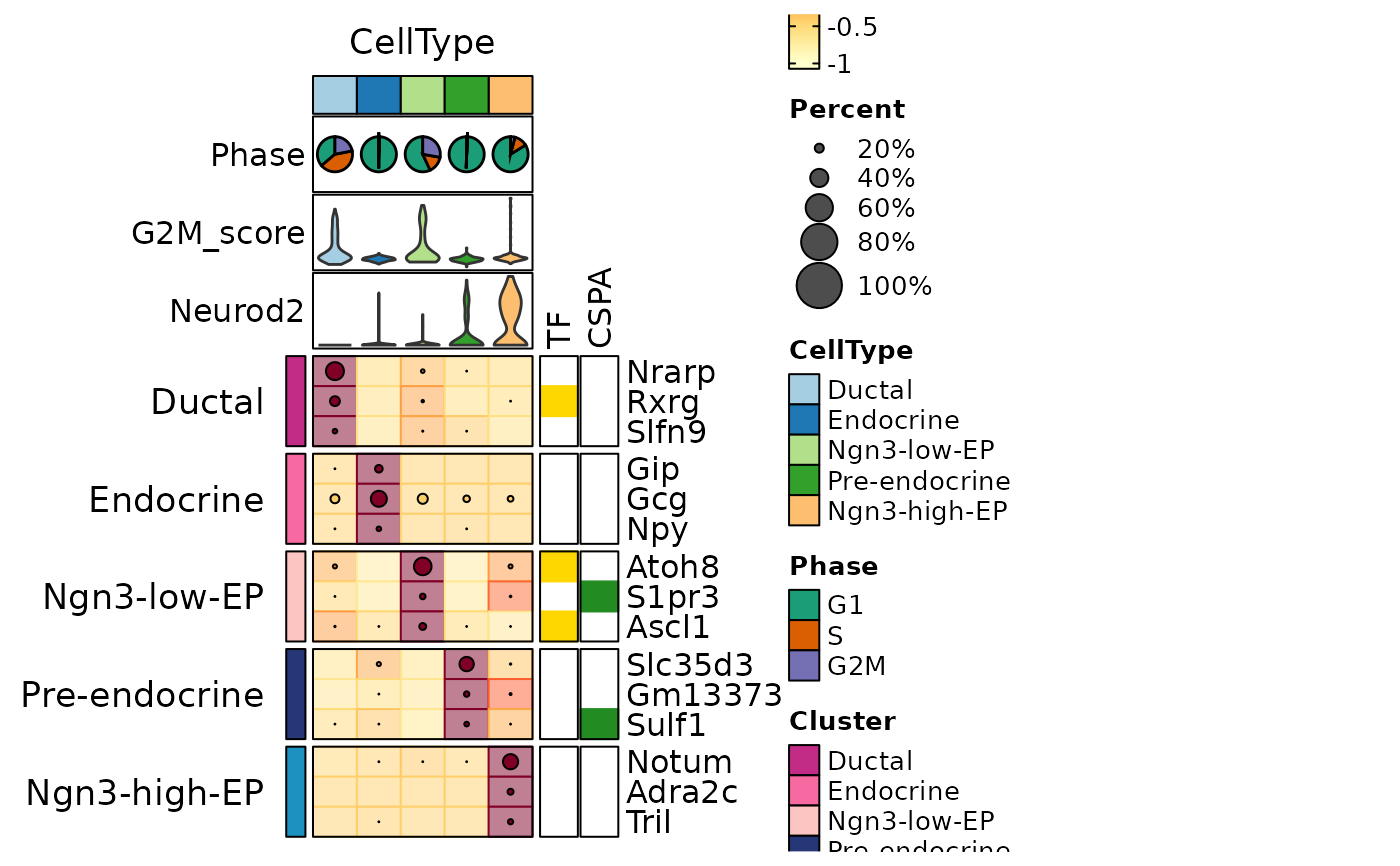 CellType
Phase
G2M_score
Neurod2
TF
CSPA
Ductal
Nrarp
Rxrg
Slfn9
Endocrine
Gip
Gcg
Npy
Ngn3-low-EP
Atoh8
S1pr3
Ascl1
Pre-endocrine
Slc35d3
Gm13373
Sulf1
Ngn3-high-EP
Notum
Adra2c
Tril
-0.5
-1
Percent
20%
40%
60%
80%
100%
CellType
Ductal
Endocrine
Ngn3-low-EP
Pre-endocrine
Ngn3-high-EP
Phase
G1
S
G2M
Cluster
Ductal
Endocrine
Ngn3-low-EP
Pre-endocrine